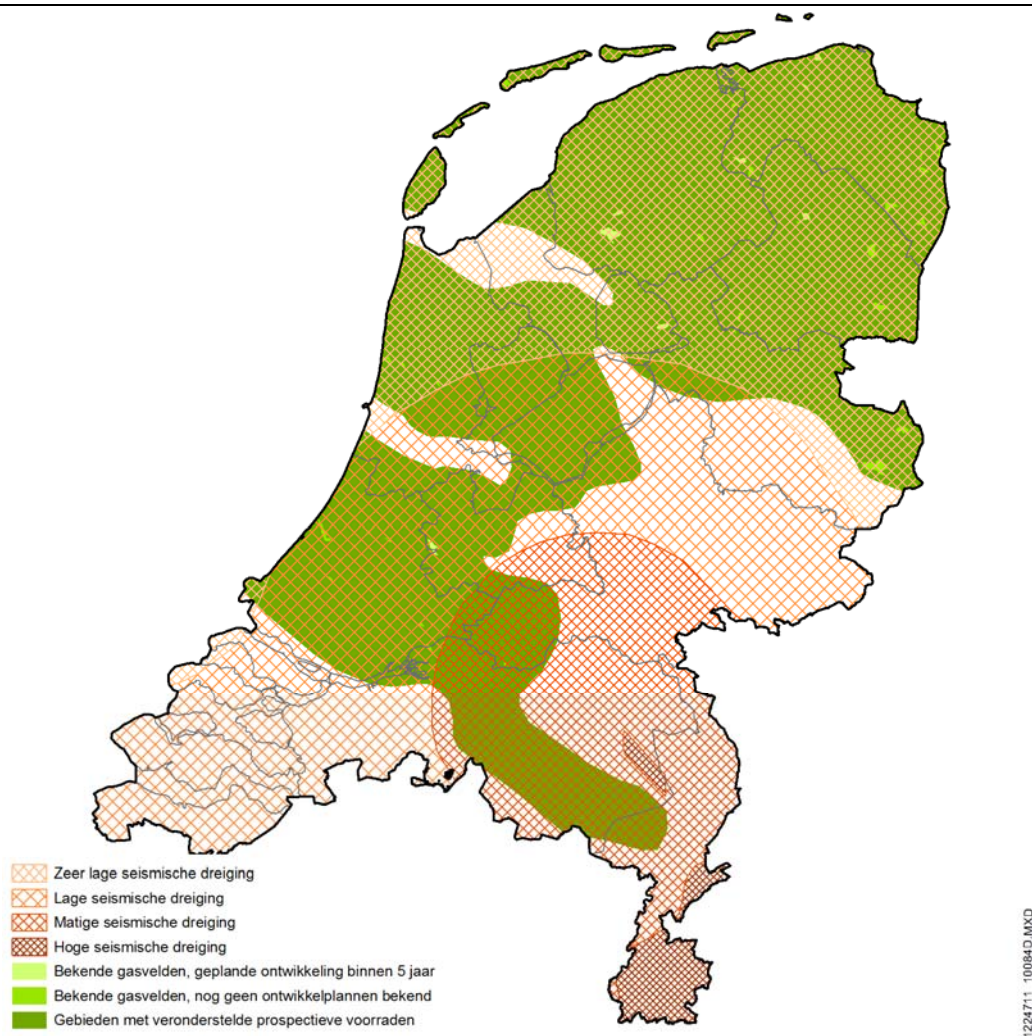 Zeer lage seismische dreiging
Lage seismische dreiging
Matige seismische dreiging
Hoge seismische dreiging
Bekende gasvelden, geplande ontwikkeling binnen 5 jaar
Bekende gasvelden, nog geen ontwikkelplannen bekend
Gebieden met veronderstelde prospectieve voorraden
1224711_10084D.MXD